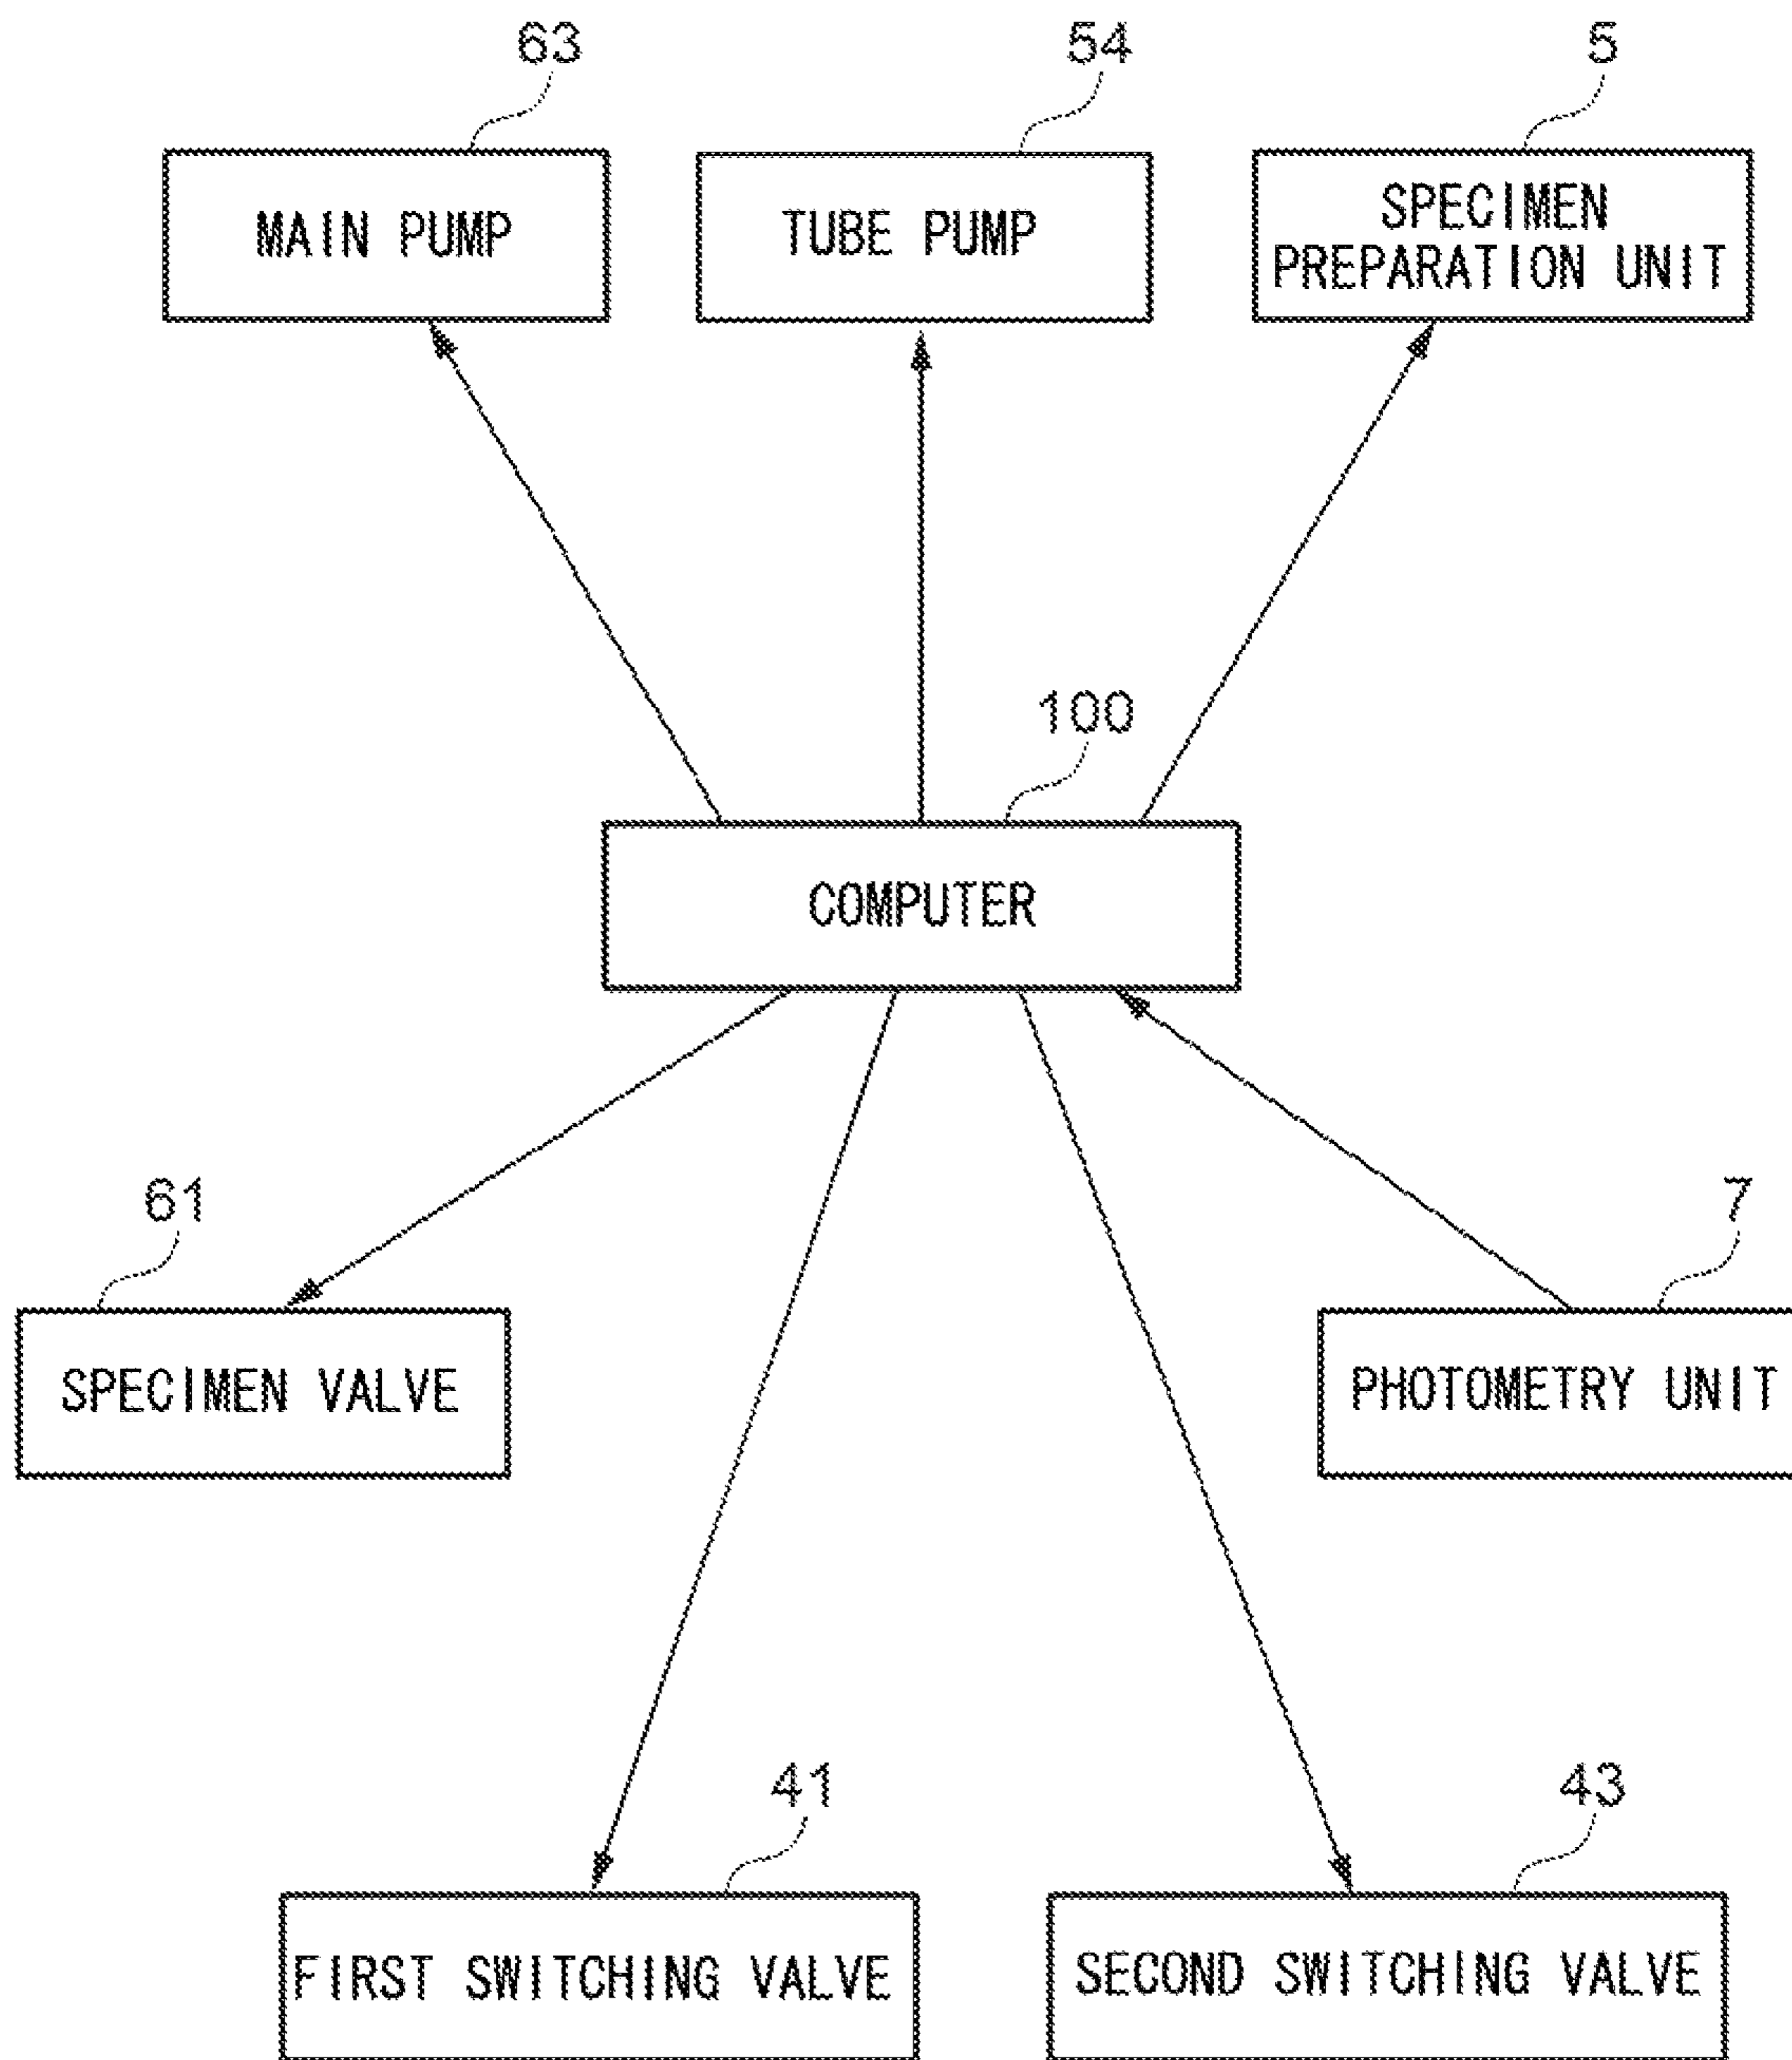 63
54
5
MAIN PUMP
TUBE PUMP
SPECIMEN
PREPARATION UNIT
100
COMPUTER
61
7
SPECIMEN VALVE
PHOTOMETRY UNIT
41
43
FIRST SWITCHING VALVE
SECOND SWITCHING VALVE